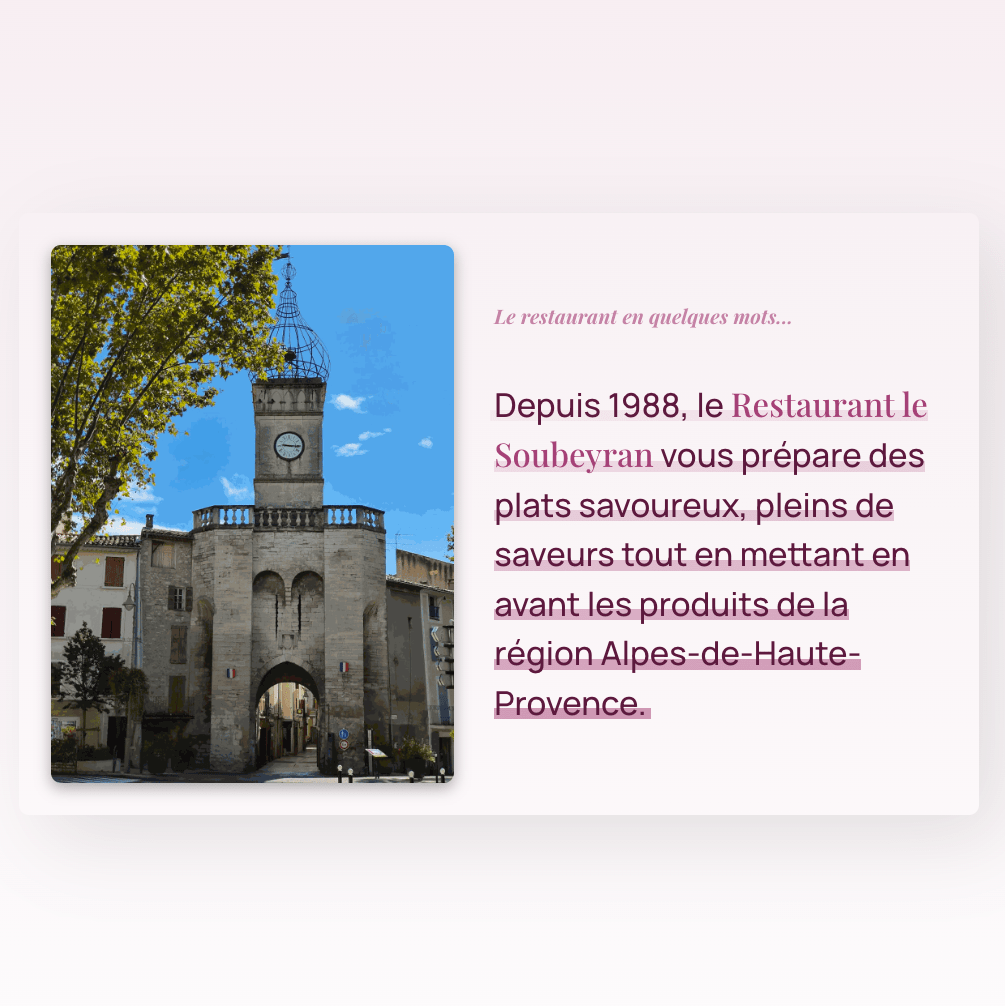 Le restaurant en quelques mots...
Depuis 1988, le Restaurant le
Soubeyran vous prépare des
plats savoureux, pleins de
saveurs tout en mettant en
avant les produits de la
région Alpes-de-Haute-
Provence.